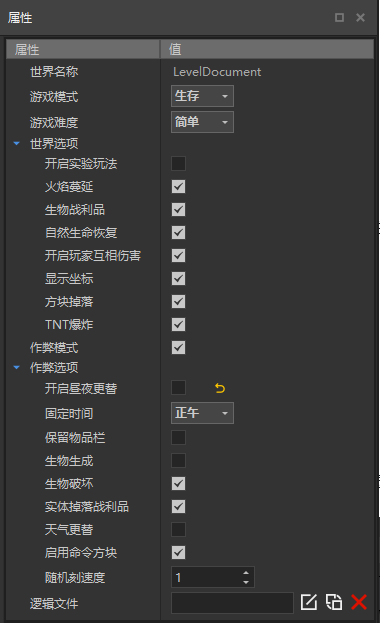 属性
属性 值
世界名称 LevelDocument
游戏模式 生存
游戏难度 简单
世界选项
开启实验玩法
火焰蔓延
生物战利品
自然生命恢复
开启玩家互相伤害
显示坐标
方块掉落
TNT爆炸
作弊模式
作弊选项
开启昼夜更替
固定时间 正午
保留物品栏
生物生成
生物破坏
实体掉落战利品
天气更替
启用命令方块
随机刻速度 1
逻辑文件